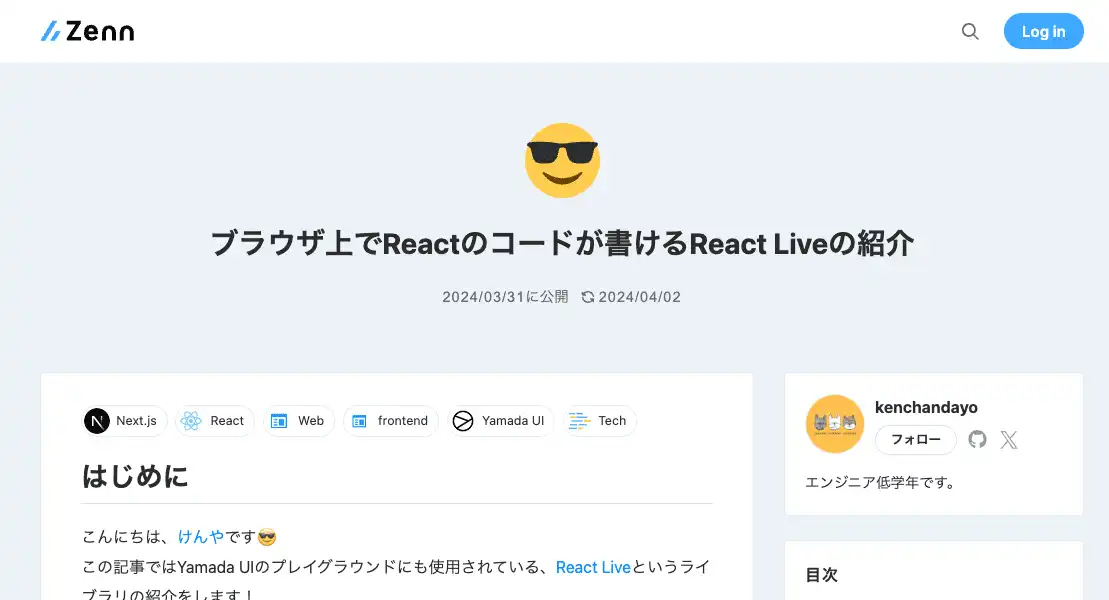 Zenn
Log in
ブラウザ上でReactのコードが書けるReact Liveの紹介
2024/03/31に公開 2024/04/02
Next.js React Web frontend Yamada UI Tech
はじめに
こんにちは、けんやです😎
この記事ではYamada UIのプレイグラウンドにも使用されている、React Liveというライ
ブラリの紹介をします！
kenchandayo
フォロー
エンジニア低学年です。
目次